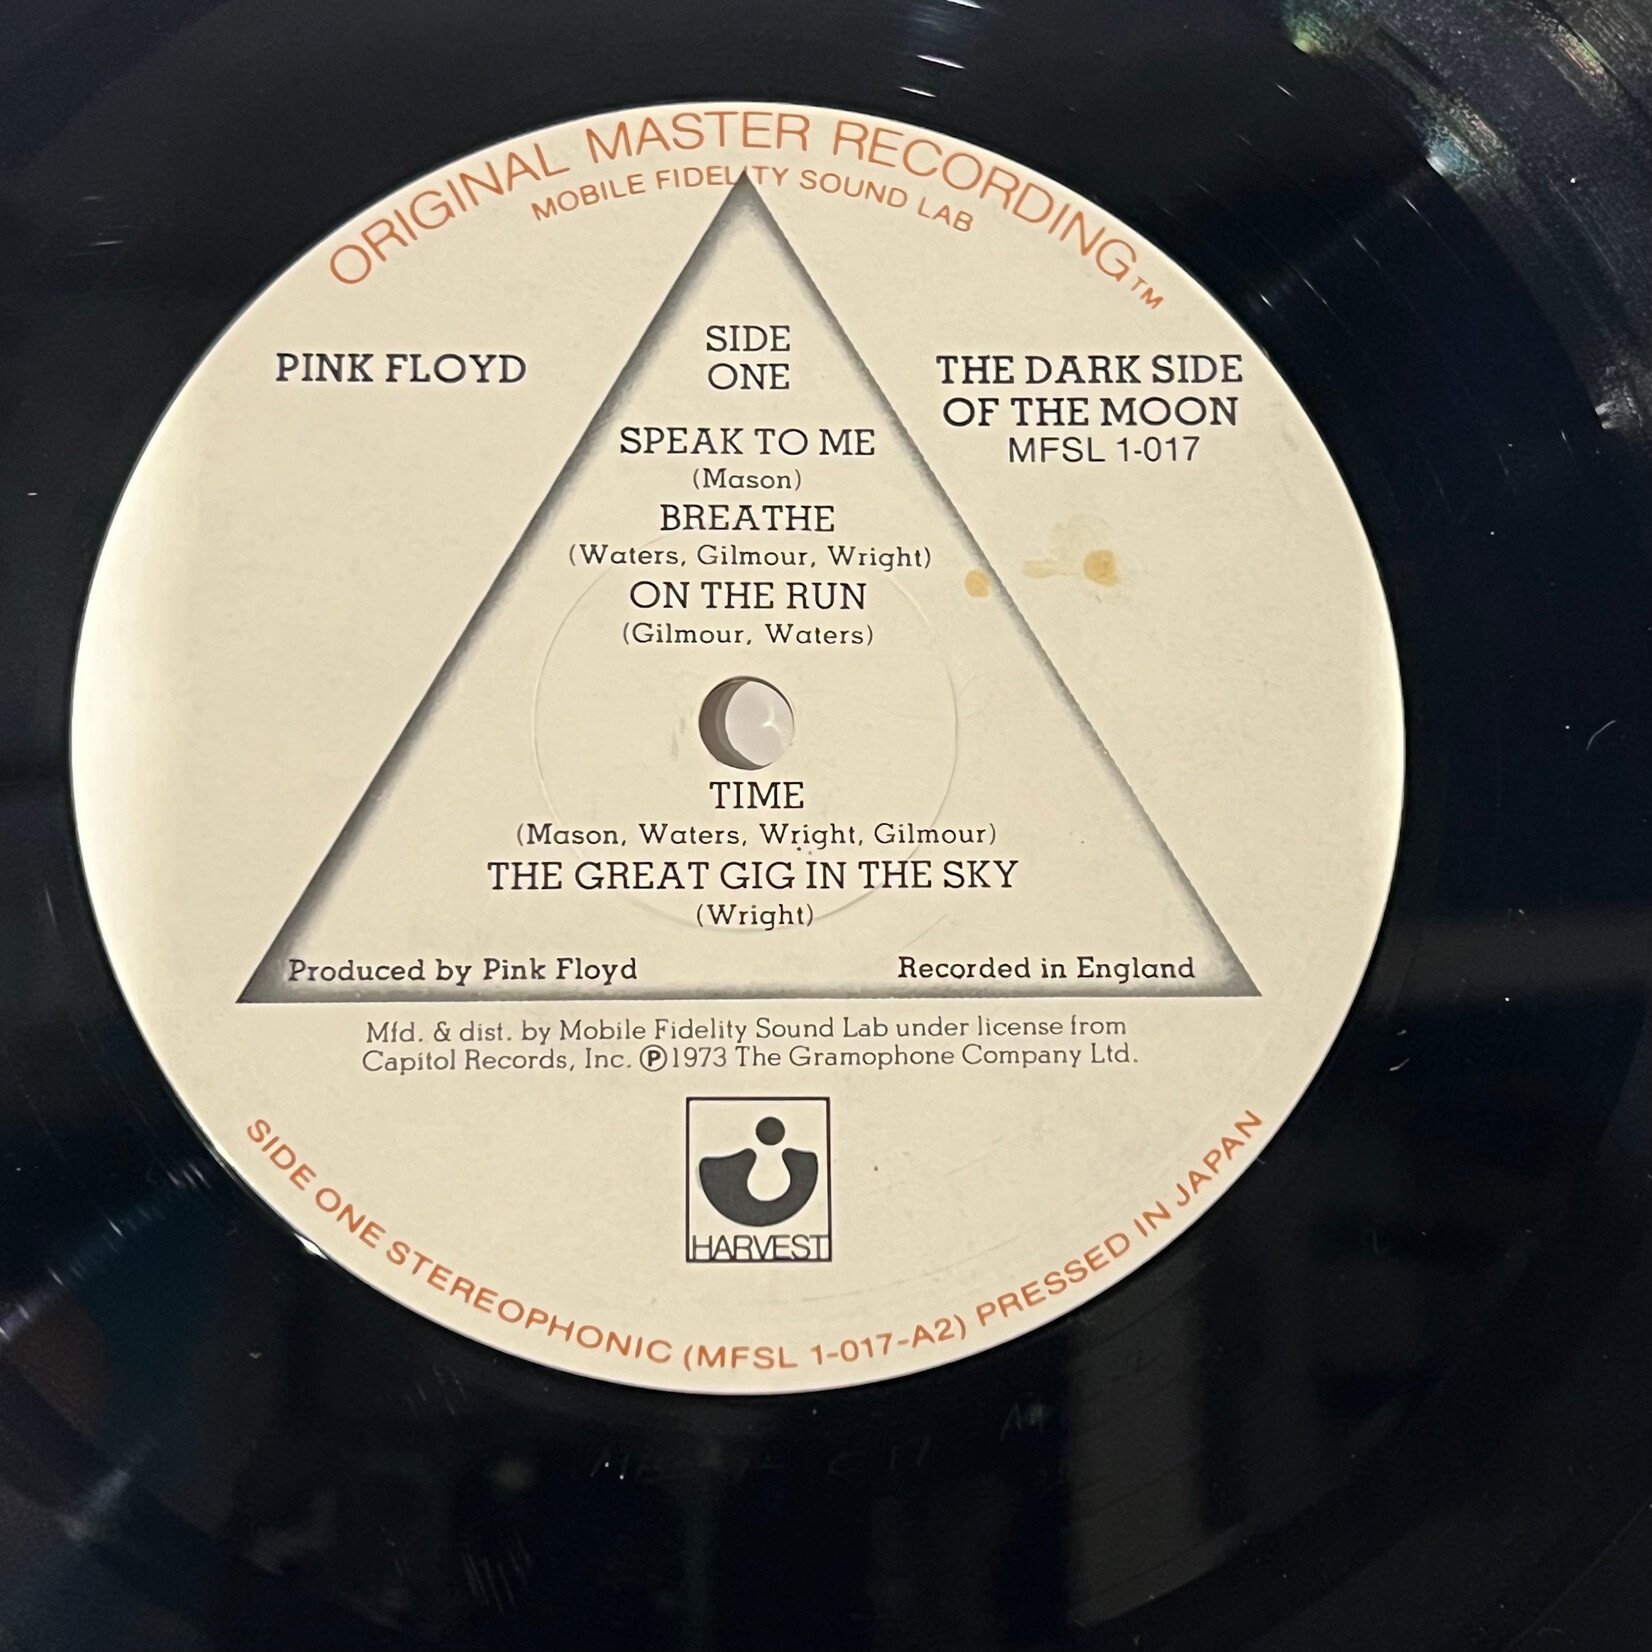 ORIGINAL MASTER RECORDING™
MOBILE FIDELITY SOUND LAB
PINK FLOYD
SIDE
ONE
THE DARK SIDE
OF THE MOON
MFSL 1-017
SPEAK TO ME
(Mason)
BREATHE
(Waters, Gilmour, Wright)
ON THE RUN
(Gilmour, Waters)
TIME
(Mason, Waters, Wright, Gilmour)
THE GREAT GIG IN THE SKY
(Wright)
Produced by Pink Floyd
Recorded in England
Mfd. & dist. by Mobile Fidelity Sound Lab under license from
Capitol Records, Inc. ℗1973 The Gramophone Company Ltd.
HARVEST
SIDE ONE STEREOPHONIC (MFSL 1-017-A2) PRESSED IN JAPAN